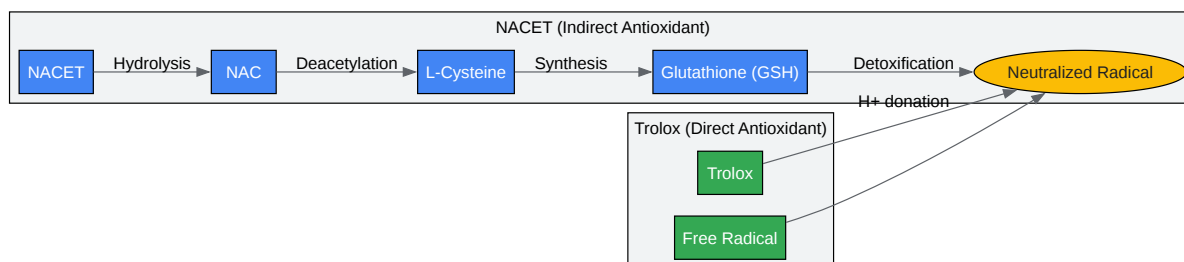 NACET (Indirect Antioxidant)
NACET
Hydrolysis
NAC
Deacetylation
L-Cysteine
Synthesis
Glutathione (GSH)
Detoxification
Neutralized Radical
H+ donation
Trolox (Direct Antioxidant)
Trolox
Free Radical